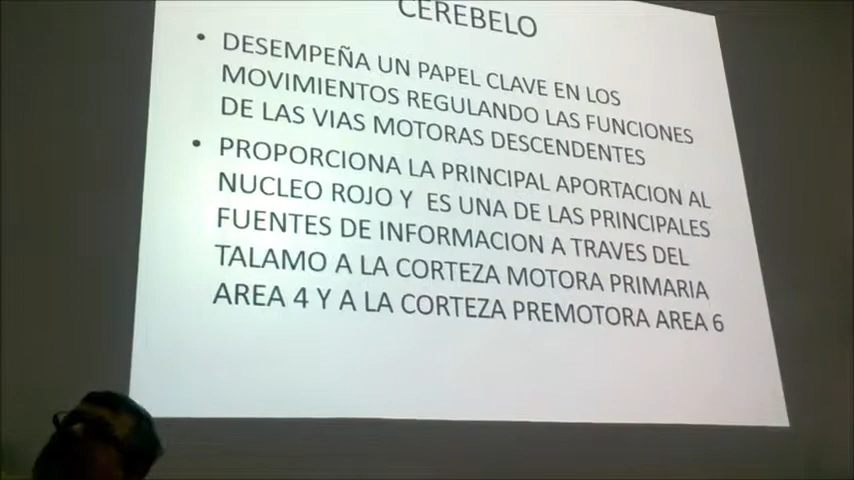 CEREBELO
• DESEMPEÑA UN PAPEL CLAVE EN LOS
MOVIMIENTOS REGULANDO LAS FUNCIONES
DE LAS VIAS MOTORAS DESCENDENTES
• PROPORCIONA LA PRINCIPAL APORTACION AL
NUCLEO ROJO Y ES UNA DE LAS PRINCIPALES
FUENTES DE INFORMACION A TRAVES DEL
TALAMO A LA CORTEZA MOTORA PRIMARIA
AREA 4 Y A LA CORTEZA PREMOTORA AREA 6